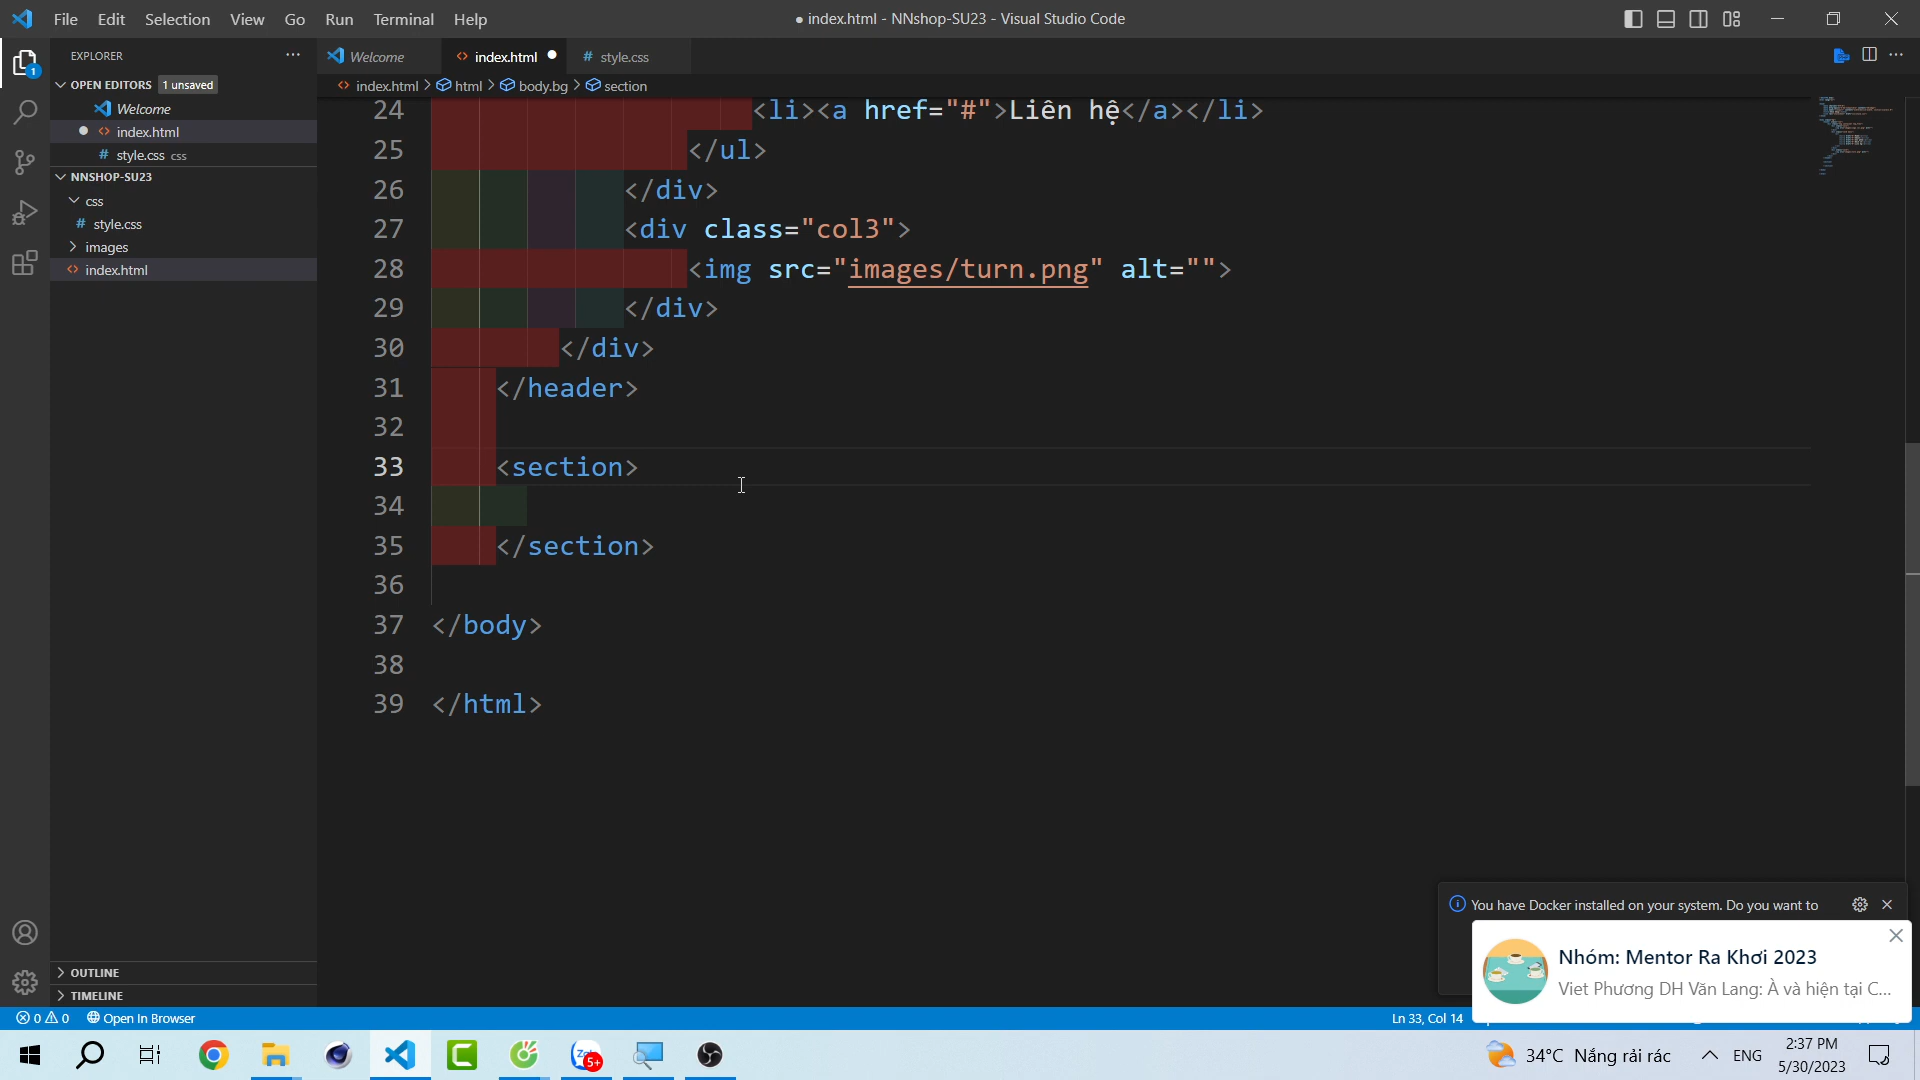 File Edit Selection View Go Run Terminal Help
● index.html - NNshop-SU23 - Visual Studio Code
EXPLORER
Welcome
index.html
# style.css
OPEN EDITORS 1 unsaved
index.html > html > body.bg > section
Welcome
index.html
# style.css css
NNSHOP-SU23
css
# style.css
images
index.html
24 <li><a href="#">Liên hệ</a></li>
25 </ul>
26 </div>
27 <div class="col3">
28 <img src="images/turn.png" alt="">
29 </div>
30 </div>
31 </header>
32
33 <section>
34
35 </section>
36
37 </body>
38
39 </html>
You have Docker installed on your system. Do you want to
Nhóm: Mentor Ra Khơi 2023
Viet Phương DH Văn Lang: À và hiện tại C...
OUTLINE
TIMELINE
0 0 Open In Browser
Ln 33, Col 14
5+
34°C Nắng rải rác
ENG
2:37 PM
5/30/2023